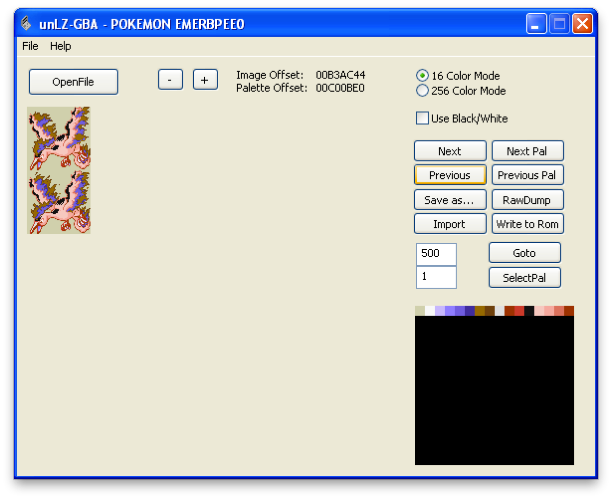 unLZ-GBA - POKEMON EMERBPEE0
File Help
OpenFile
-
+
Image Offset: 00B3AC44
Palette Offset: 00C00BE0
16 Color Mode
256 Color Mode
Use Black/White
Next
Next Pal
Previous
Previous Pal
Save as...
RawDump
Import
Write to Rom
500
Goto
1
SelectPal